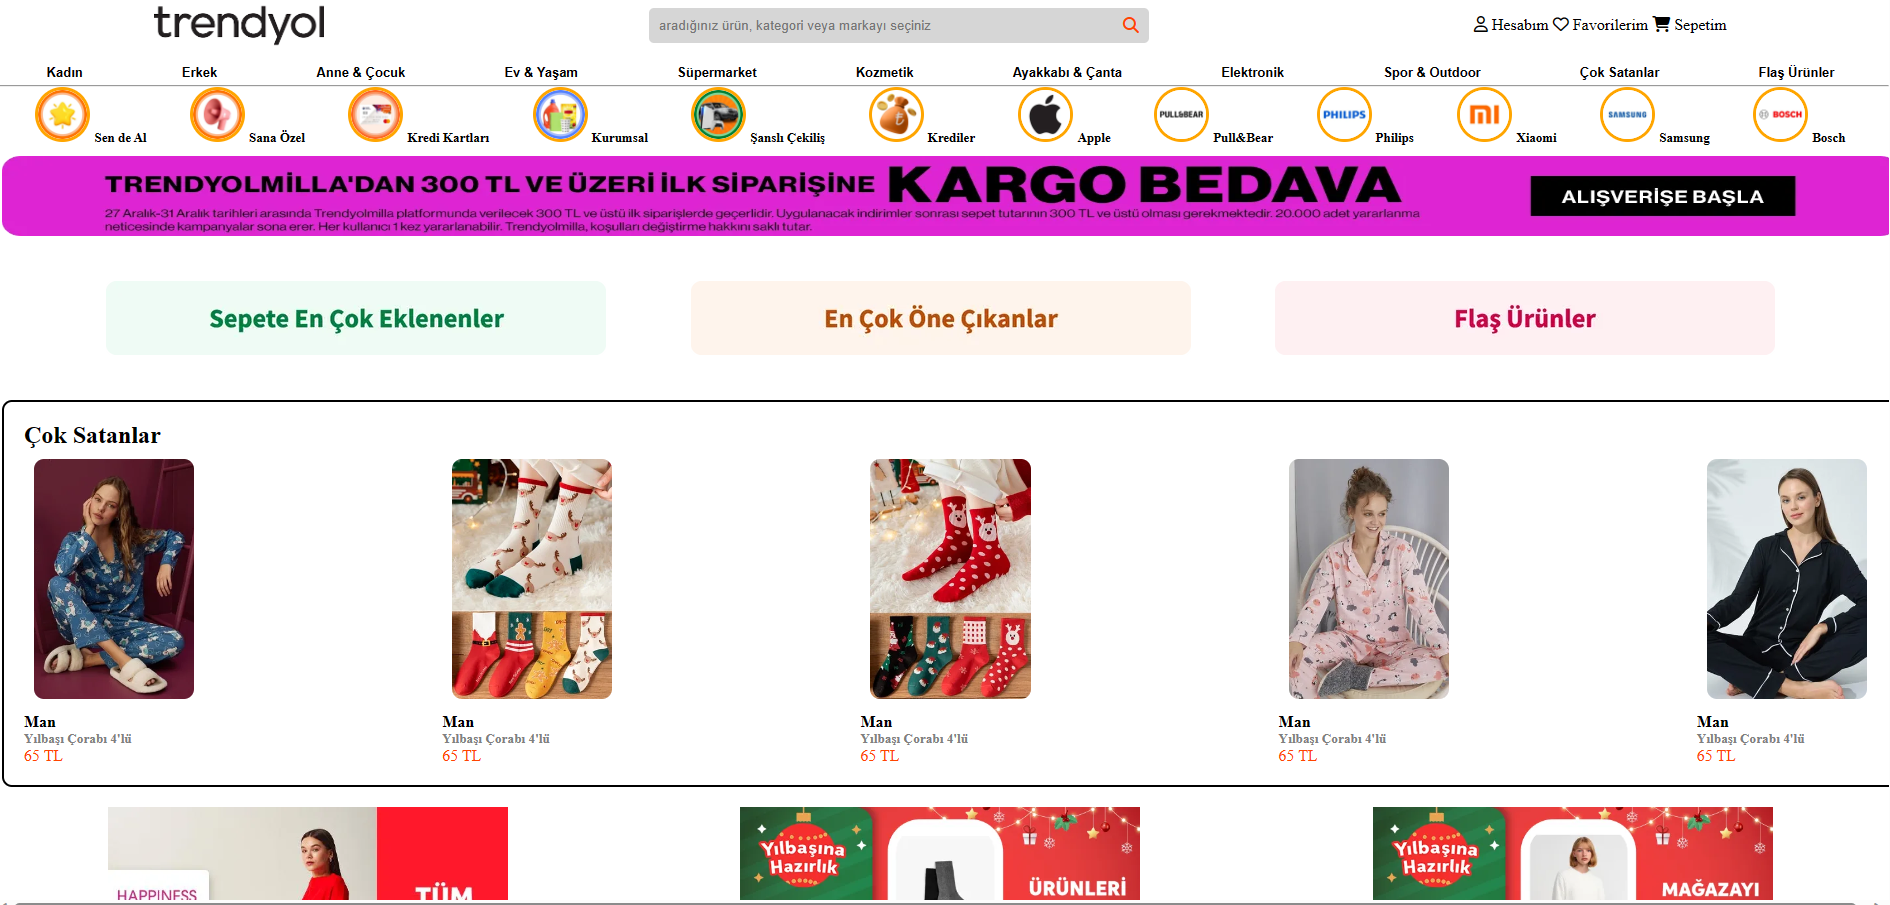 trendyol
aradığınız ürün, kategori veya markayı seçiniz
Hesabım Favorilerim Sepetim
Kadın Erkek Anne & Çocuk Ev & Yaşam Süpermarket Kozmetik Ayakkabı & Çanta Elektronik Spor & Outdoor Çok Satanlar Flaş Ürünler
PULL&BEAR PHILIPS mi SAMSUNG BOSCH
Sen de Al Sana Özel Kredi Kartları Kurumsal Şanslı Çekiliş Krediler Apple Pull&Bear Philips Xiaomi Samsung Bosch
TRENDYOLMİLLA'DAN 300 TL VE ÜZERİ İLK SİPARİŞİNE KARGO BEDAVA
27 Aralık-31 Aralık tarihleri arasında Trendyolmilla platformunda verilecek 300 TL ve üstü ilk siparişlerde geçerlidir. Uygulanacak indirimler sonrası sepet tutarının 300 TL ve üstü olması gerekmektedir. 20.000 adet yararlanma
neticesinde kampanyalar sona erer. Her kullanıcı 1 kez yararlanabilir. Trendyolmilla, koşulları değiştirme hakkını saklı tutar.
ALIŞVERİŞE BAŞLA
Sepete En Çok Eklenenler En Çok Öne Çıkanlar Flaş Ürünler
Çok Satanlar
Man Man Man Man Man
Yılbaşı Çorabı 4'lü Yılbaşı Çorabı 4'lü Yılbaşı Çorabı 4'lü Yılbaşı Çorabı 4'lü Yılbaşı Çorabı 4'lü
65 TL 65 TL 65 TL 65 TL 65 TL
HAPPINESS
TÜM
Yılbaşına
Hazırlık
ÜRÜNLERİ
Yılbaşına
Hazırlık
MAĞAZAYI